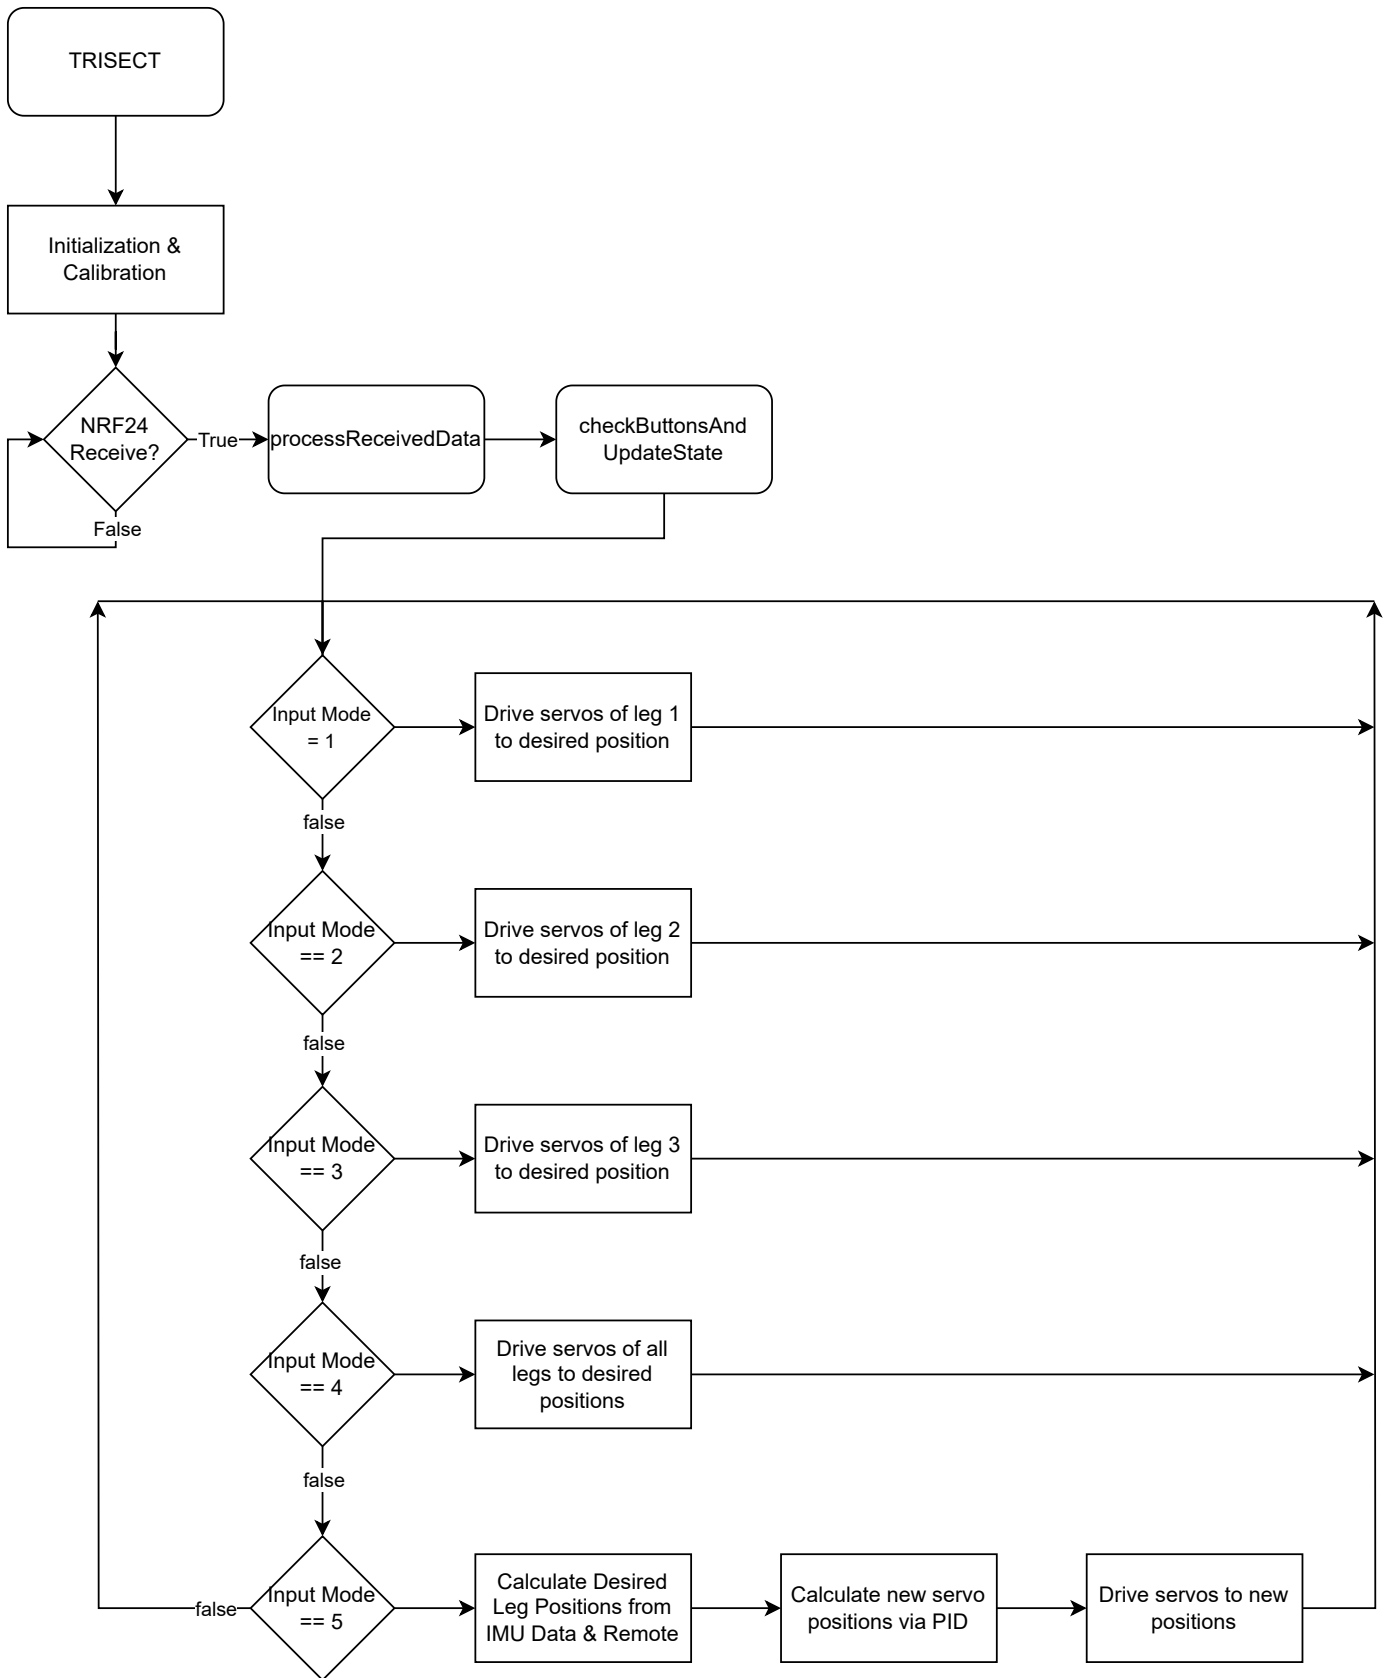 TRISECT
Initialization &
Calibration
NRF24
Receive?
True
False
processReceivedData
checkButtonsAnd
UpdateState
Input Mode
= 1
Drive servos of leg 1
to desired position
false
Input Mode
== 2
Drive servos of leg 2
to desired position
false
Input Mode
== 3
Drive servos of leg 3
to desired position
false
Input Mode
== 4
Drive servos of all
legs to desired
positions
false
Input Mode
== 5
false
Calculate Desired
Leg Positions from
IMU Data & Remote
Calculate new servo
positions via PID
Drive servos to new
positions